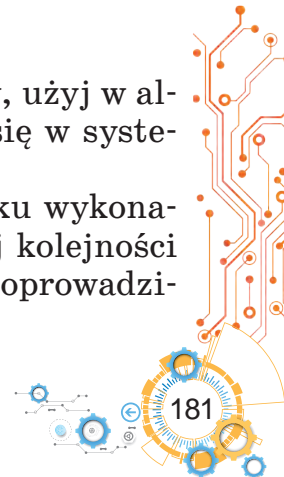 , użyj w al-
się w syste-
ku wykona-
j kolejności
oprowadzi-
181